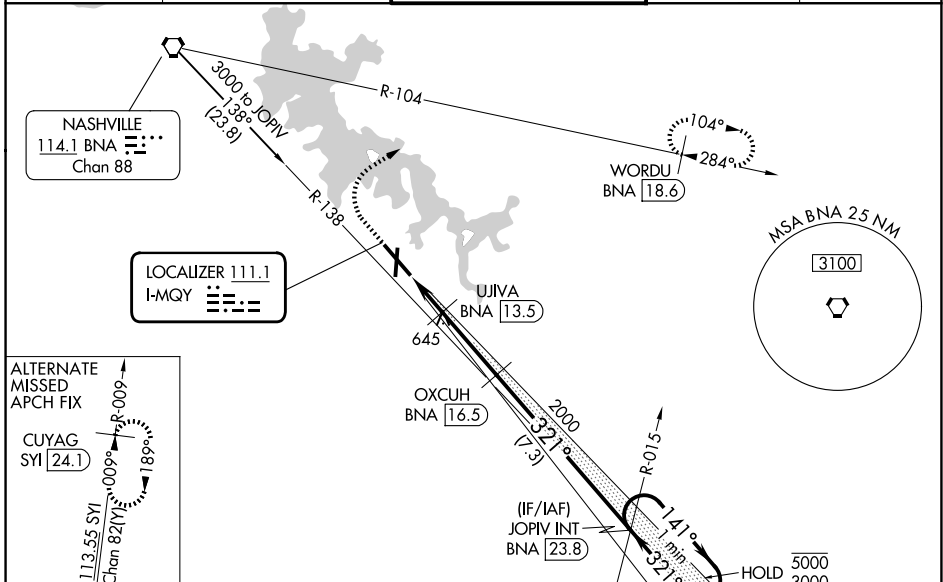 3000 to JOPIV
138°
(23.8)
R-104
104°
284°
NASHVILLE
114.1 BNA
Chan 88
WORDU
BNA 18.6
R-138
MSA BNA 25 NM
3100
LOCALIZER 111.1
I-MQY
UJIVA
BNA 13.5
645
ALTERNATE
MISSED
APCH FIX
R-009
OXCUH
BNA 16.5
2000
321°
(7.3)
CUYAG
SYI 24.1
009°
189°
R-015
(IF/IAF)
JOPIV INT
BNA 23.8
141°
1 min
321°
113.55 SYI
Chan 82(Y)
HOLD
5000